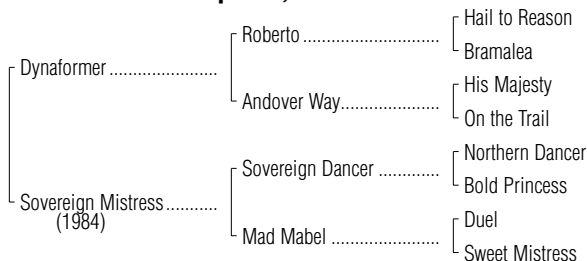 Hail to Reason
Roberto ........................................
Bramalea
Dynaformer ........................
His Majesty
Andover Way.............................
On the Trail
Northern Dancer
Sovereign Dancer .................
Bold Princess
Sovereign Mistress...........
(1984)
Duel
Mad Mabel ................................
Sweet Mistress